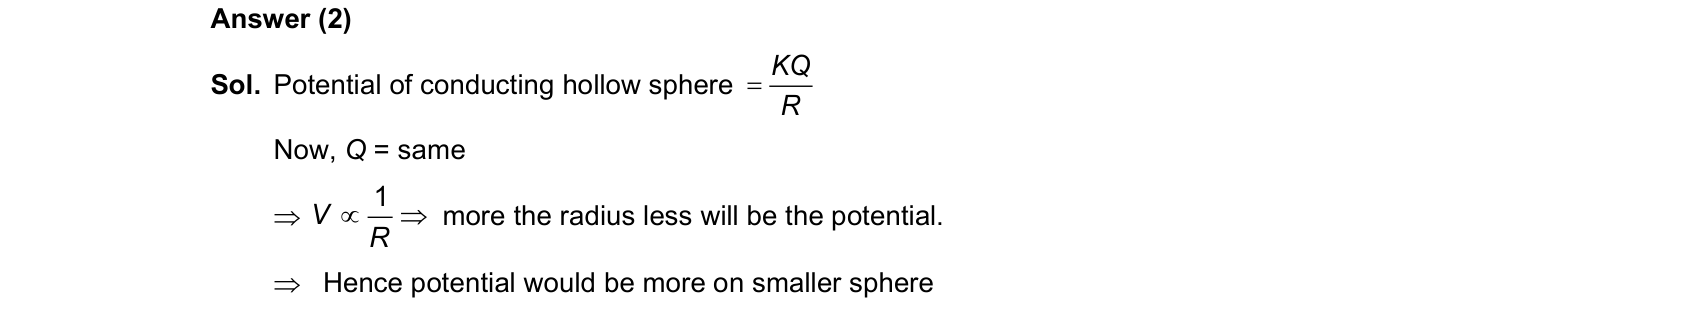 Answer (2)
Sol. Potential of conducting hollow sphere = KQ/R
Now, Q = same
⇒ V ∝ 1/R ⇒ more the radius less will be the potential.
⇒ Hence potential would be more on smaller sphere